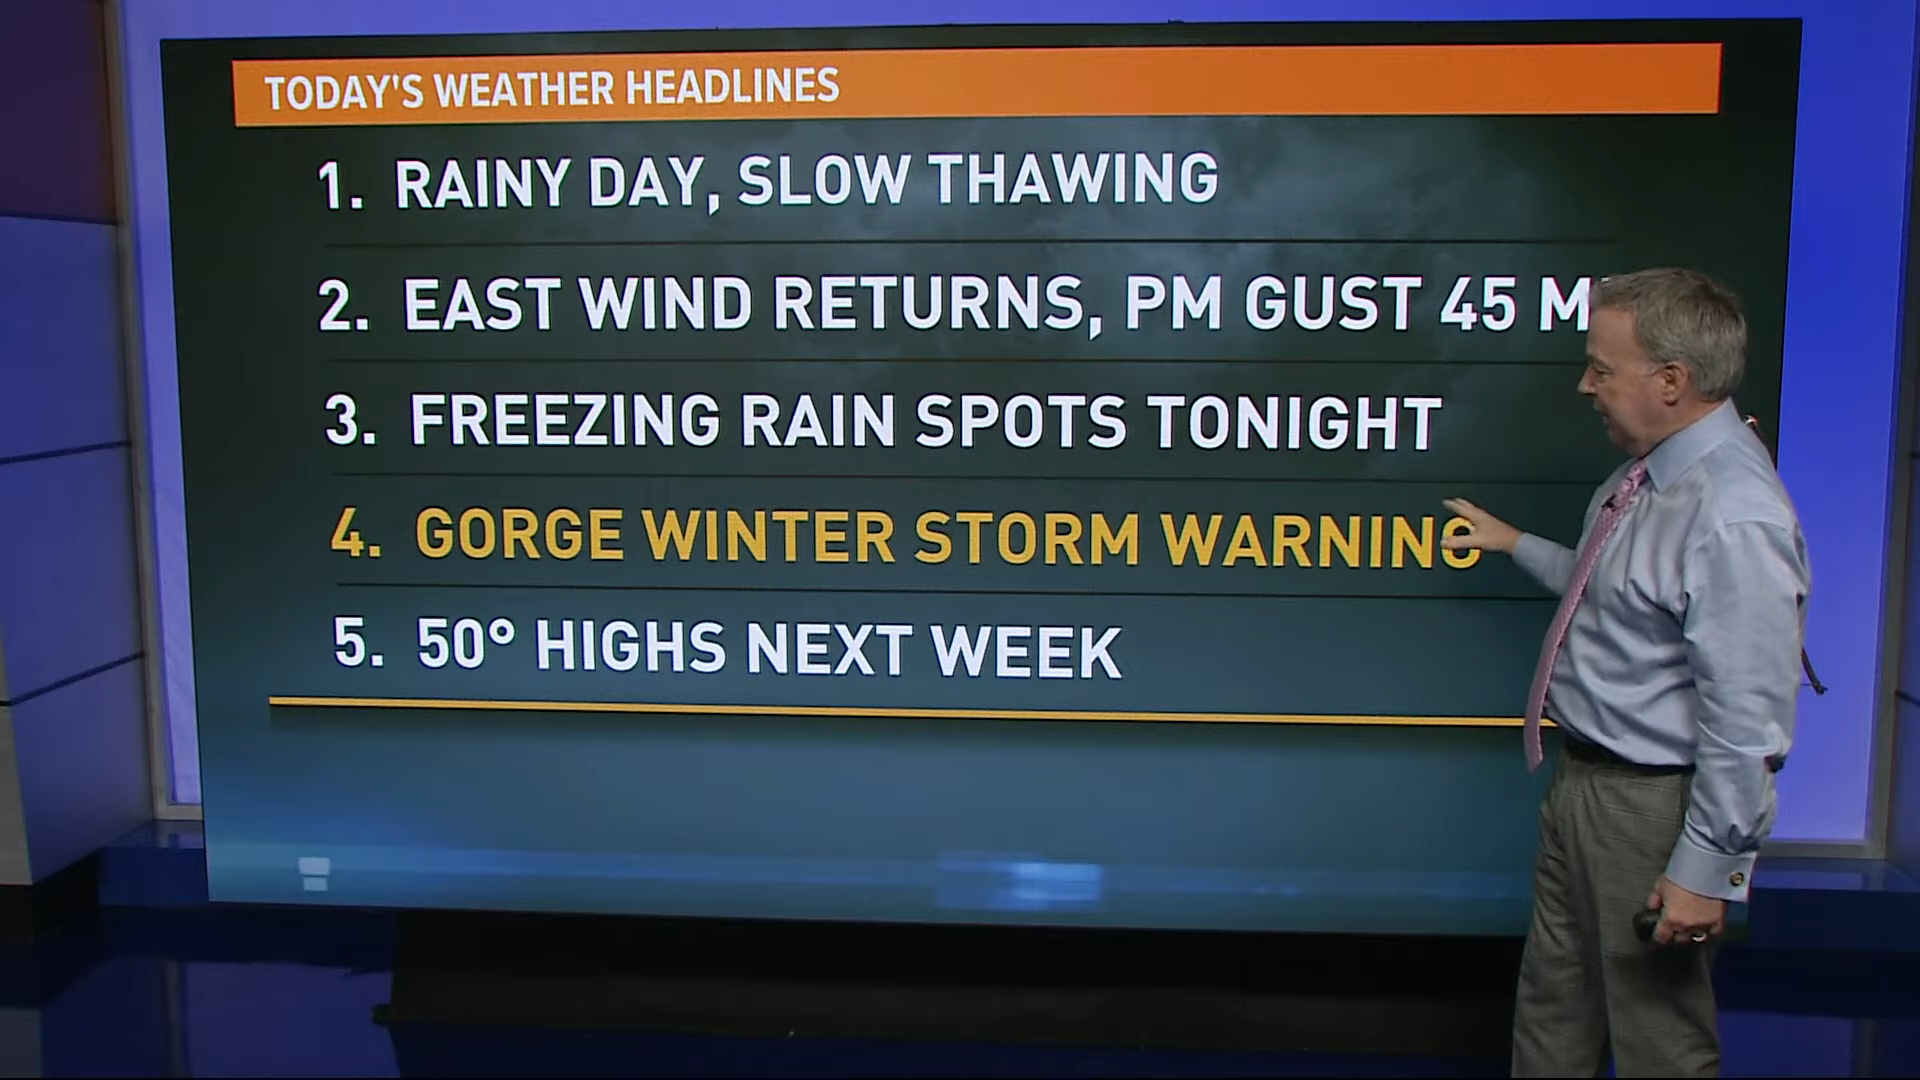 TODAY'S WEATHER HEADLINES
1. RAINY DAY, SLOW THAWING
2. EAST WIND RETURNS, PM GUST 45
3. FREEZING RAIN SPOTS TONIGHT
4. GORGE WINTER STORM WARNING
5. 50° HIGHS NEXT WEEK